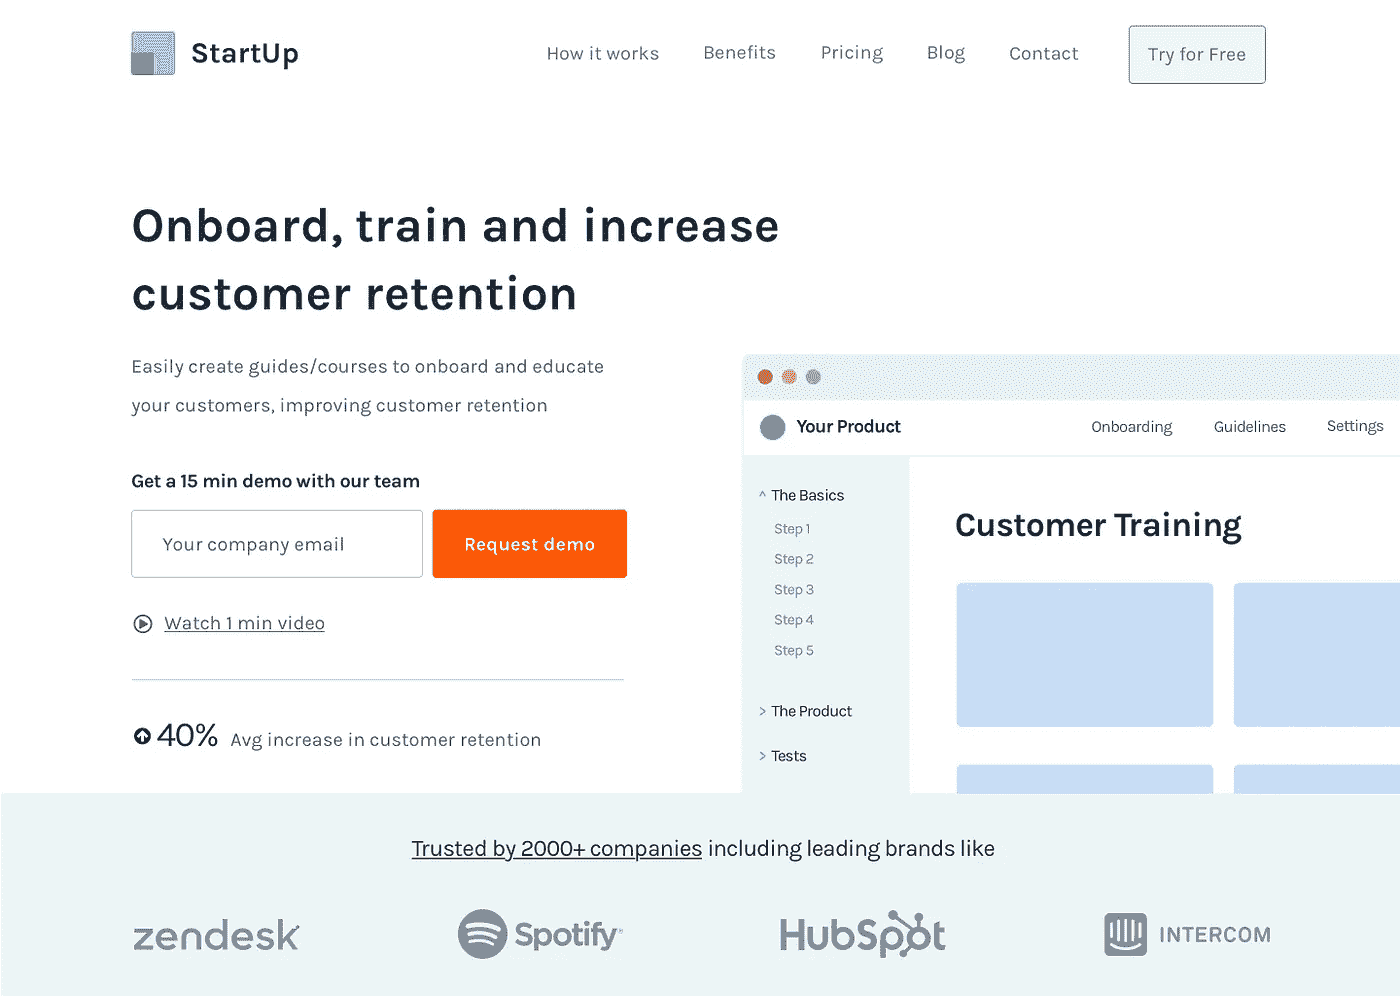 StartUp
How it works
Benefits
Pricing
Blog
Contact
Try for Free
Onboard, train and increase
customer retention
Easily create guides/courses to onboard and educate
your customers, improving customer retention
Get a 15 min demo with our team
Your company email
Request demo
Watch 1 min video
40% Avg increase in customer retention
Your Product
Onboarding
Guidelines
Settings
^ The Basics
Step 1
Step 2
Step 3
Step 4
Step 5
> The Product
> Tests
Customer Training
Trusted by 2000+ companies including leading brands like
zendesk
Spotify
HubSpot
INTERCOM